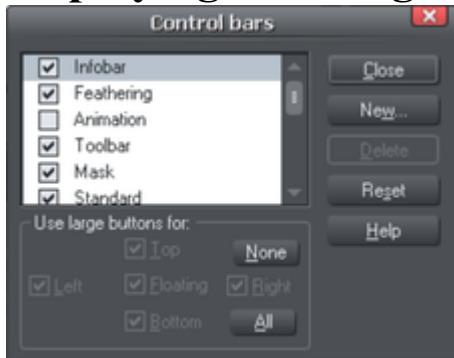 Control bars
Infobar
Feathering
Animation
Toolbar
Mask
Standard
Close
New...
Delete
Reset
Help
Use large buttons for:
Top
None
Left
Floating
Right
Bottom
All